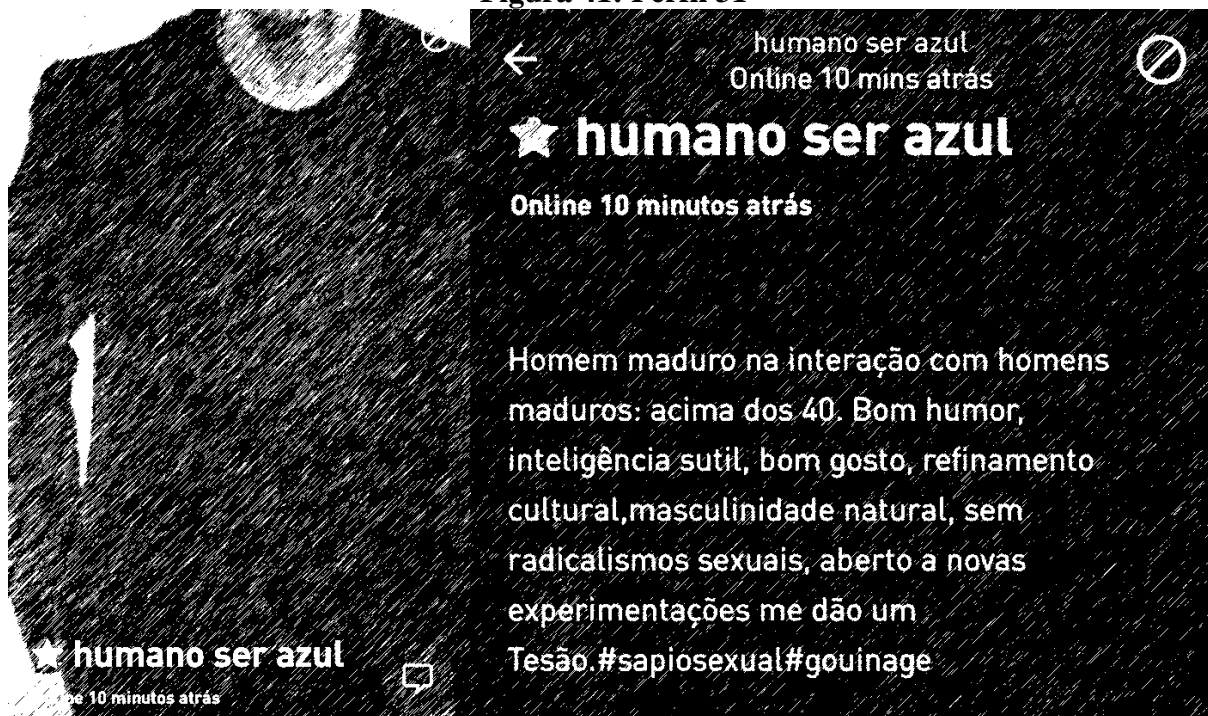 humano ser azul
10 minutos atrás
humano ser azul
Online 10 mins atrás
humano ser azul
Online 10 minutos atrás
Homem maduro na interação com homens
maduros: acima dos 40. Bom humor,
inteligência sutil, bom gosto, refinamento
cultural,masculinidade natural, sem
radicalismos sexuais, aberto a novas
experimentações me dão um
Tesão.#sapiosexual#gouinage